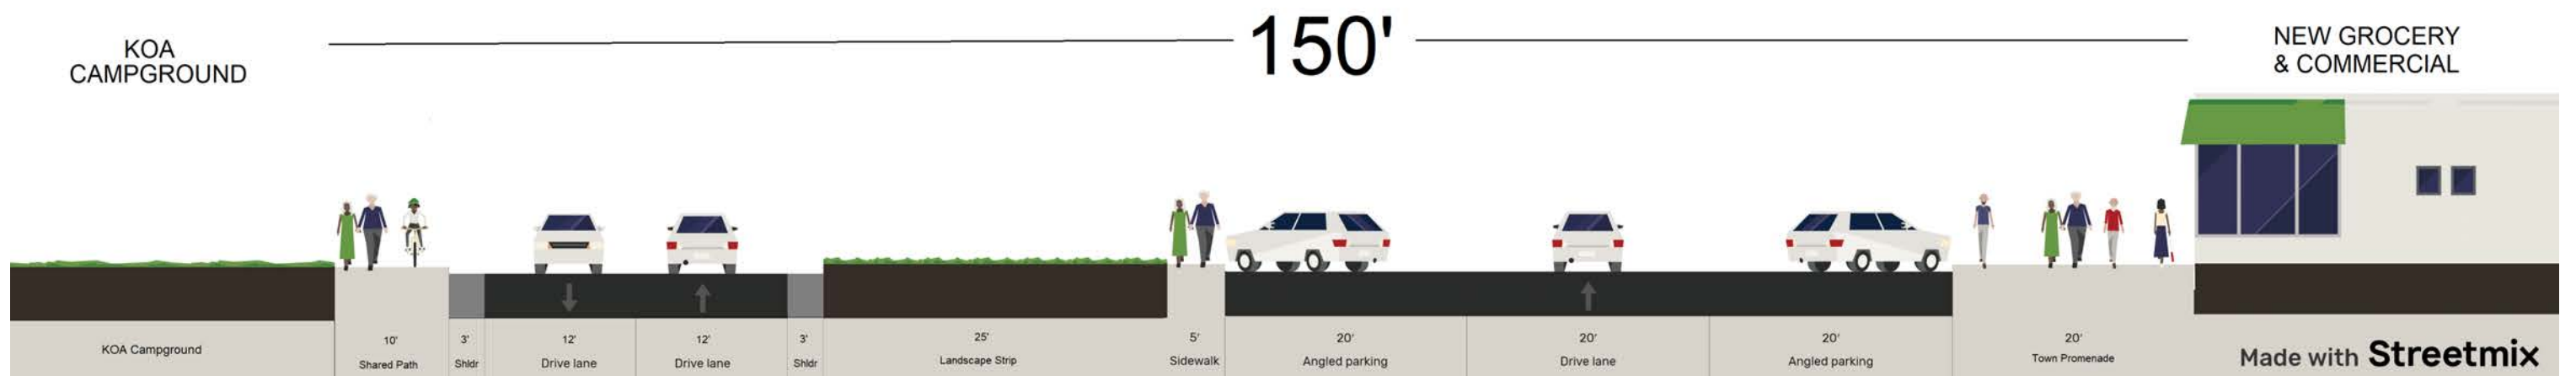 KOA
CAMPGROUND
150'
NEW GROCERY
& COMMERCIAL
KOA Campground
10'
Shared Path
3'
Shldr
12'
Drive lane
12'
Drive lane
3'
Shldr
25'
Landscape Strip
5'
Sidewalk
20'
Angled parking
20'
Drive lane
20'
Angled parking
20'
Town Promenade
Made with Streetmix